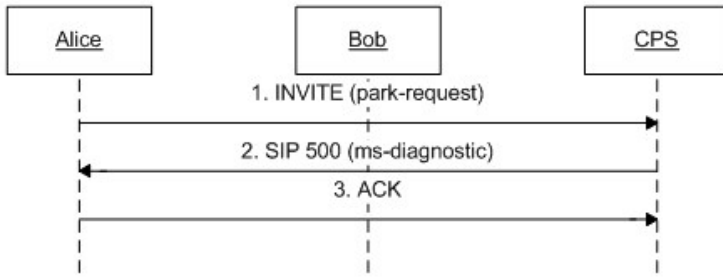 Alice Bob CPS
1. INVITE (park-request)
2. SIP 500 (ms-diagnostic)
3. ACK